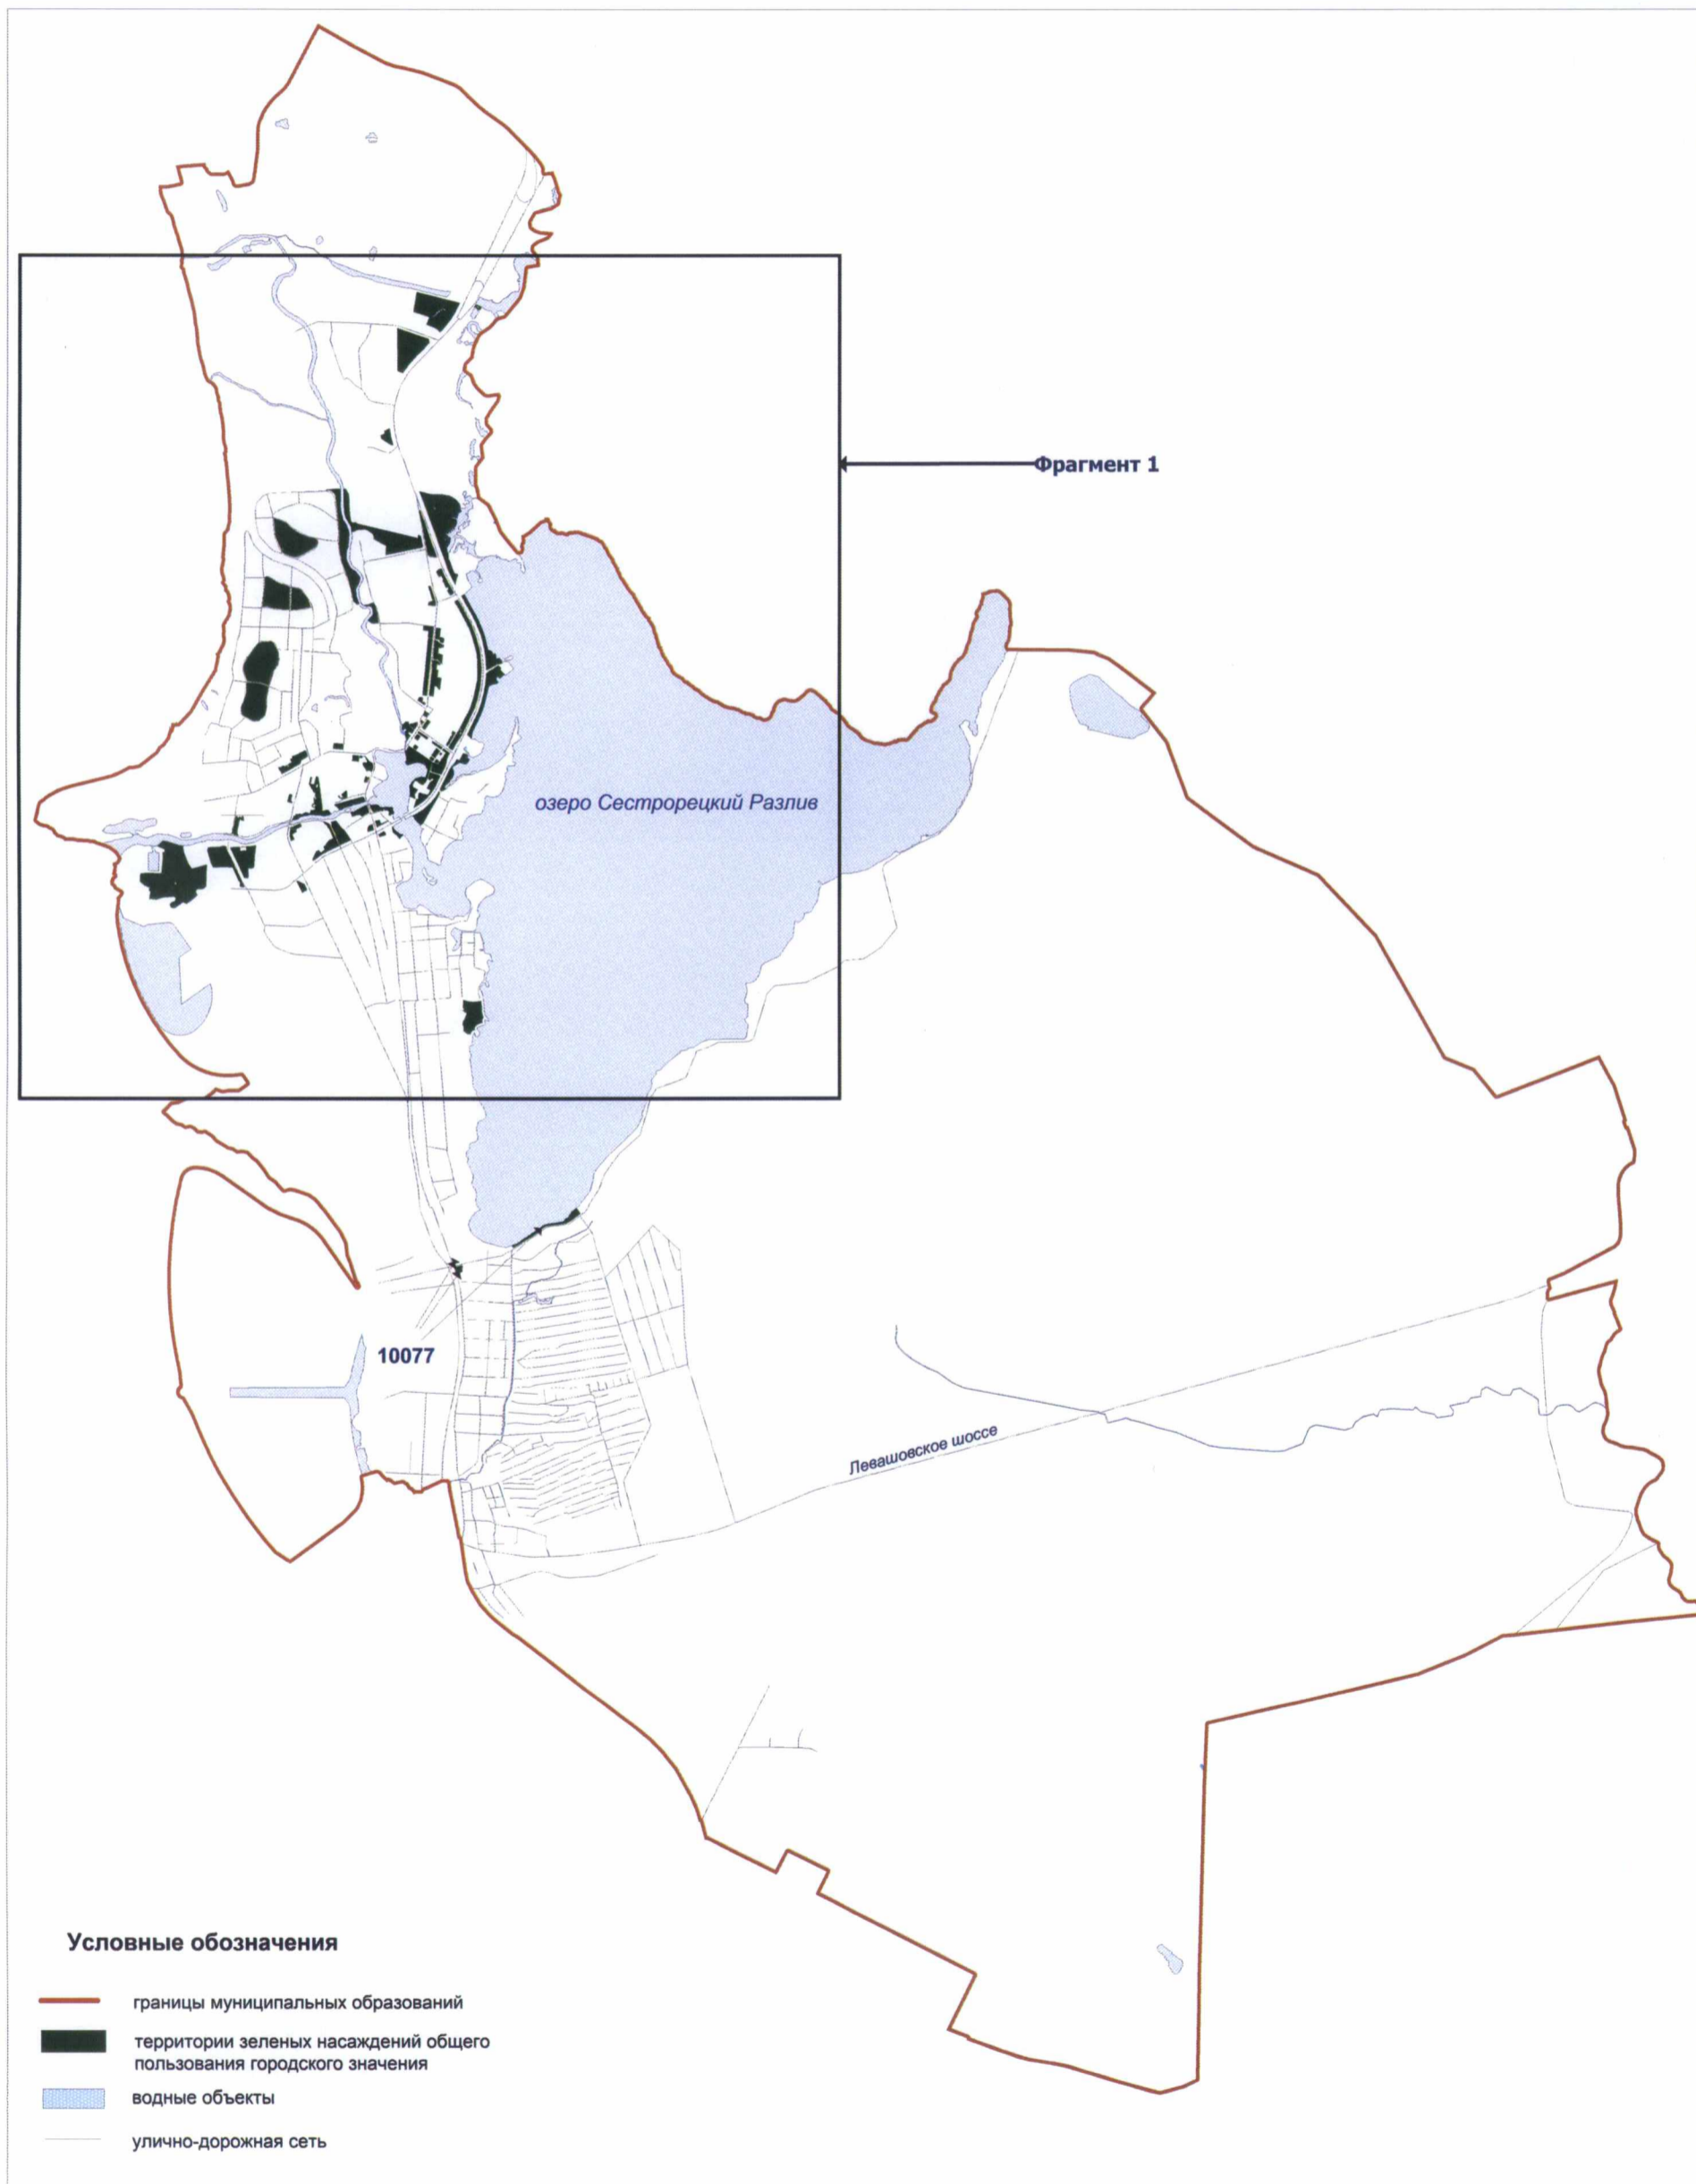 Фрагмент 1
озеро Сестрорецкий Разлив
10077
Левашовское шоссе
Условные обозначения
границы муниципальных образований
территории зеленых насаждений общего
пользования городского значения
водные объекты
улично-дорожная сеть